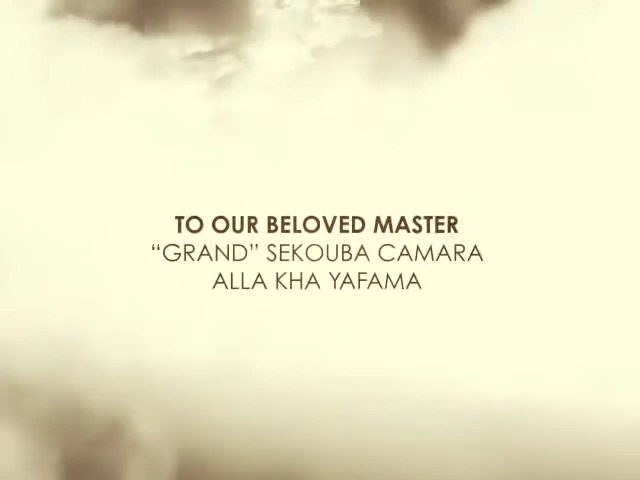 TO OUR BELOVED MASTER
“GRAND” SEKOUBA CAMARA
ALLA KHA YAFAMA